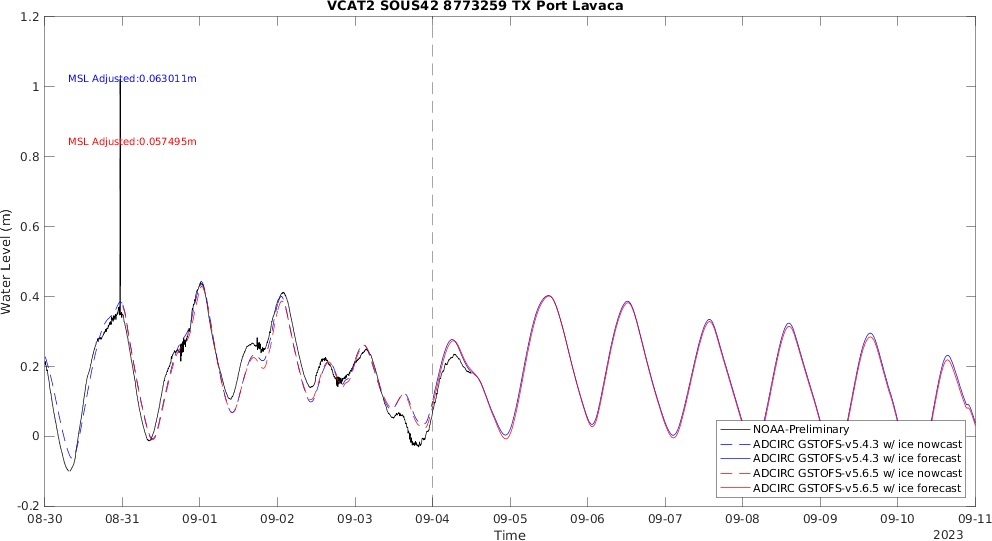 VCAT2 SOUS42 8773259 TX Port Lavaca
1.2
1
0.8
0.6
0.4
0.2
0
-0.2
Water Level (m)
MSL Adjusted:0.063011m
MSL Adjusted:0.057495m
NOAA-Preliminary
ADCIRC GSTOFS-v5.4.3 w/ ice nowcast
ADCIRC GSTOFS-v5.4.3 w/ ice forecast
ADCIRC GSTOFS-v5.6.5 w/ ice nowcast
ADCIRC GSTOFS-v5.6.5 w/ ice forecast
08-30 08-31 09-01 09-02 09-03 09-04 09-05 09-06 09-07 09-08 09-09 09-10 09-11
Time
2023